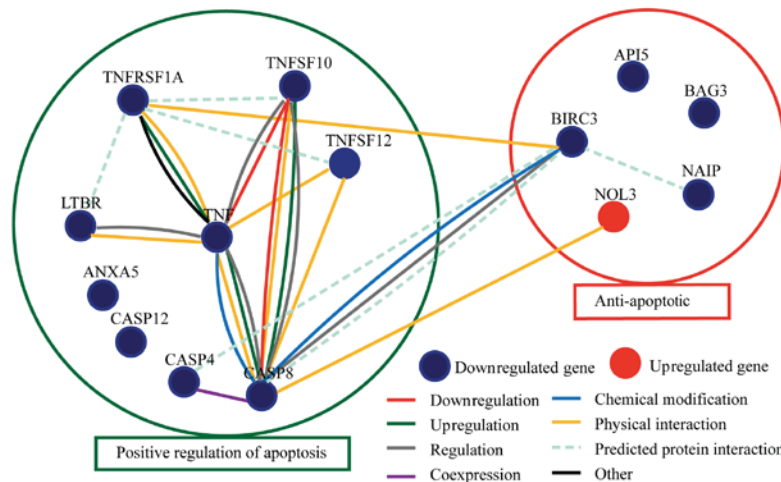 TNFSF10
TNFRSF1A
TNFSF12
LTBR
TNF
ANXA5
CASP12
CASP4
CASP8
Positive regulation of apoptosis
API5
BAG3
BIRC3
NAIP
NOL3
Anti-apoptotic
Downregulated gene
Upregulated gene
Downregulation
Chemical modification
Upregulation
Physical interaction
Regulation
Predicted protein interaction
Coexpression
Other